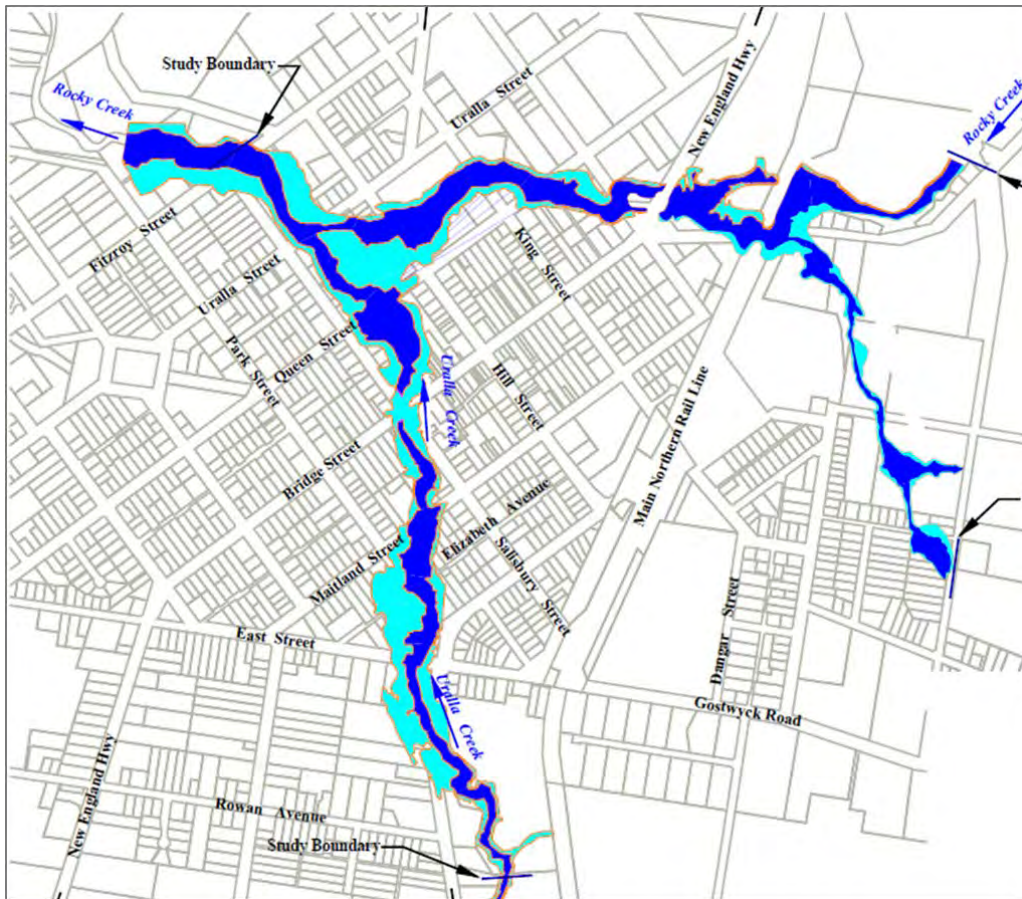 Study Boundary
Rocky Creek
Uralla Street
New England Hwy
Rocky Creek
Fitzroy Street
Uralla Street
King Street
Park Street
Queen Street
Uralla Creek
Hill Street
Main Northern Rail Line
Bridge Street
Elizabeth Avenue
Maitland Street
Salisbury Street
East Street
Dangar Street
Uralla Creek
Gostwyck Road
New England Hwy
Rowan Avenue
Study Boundary